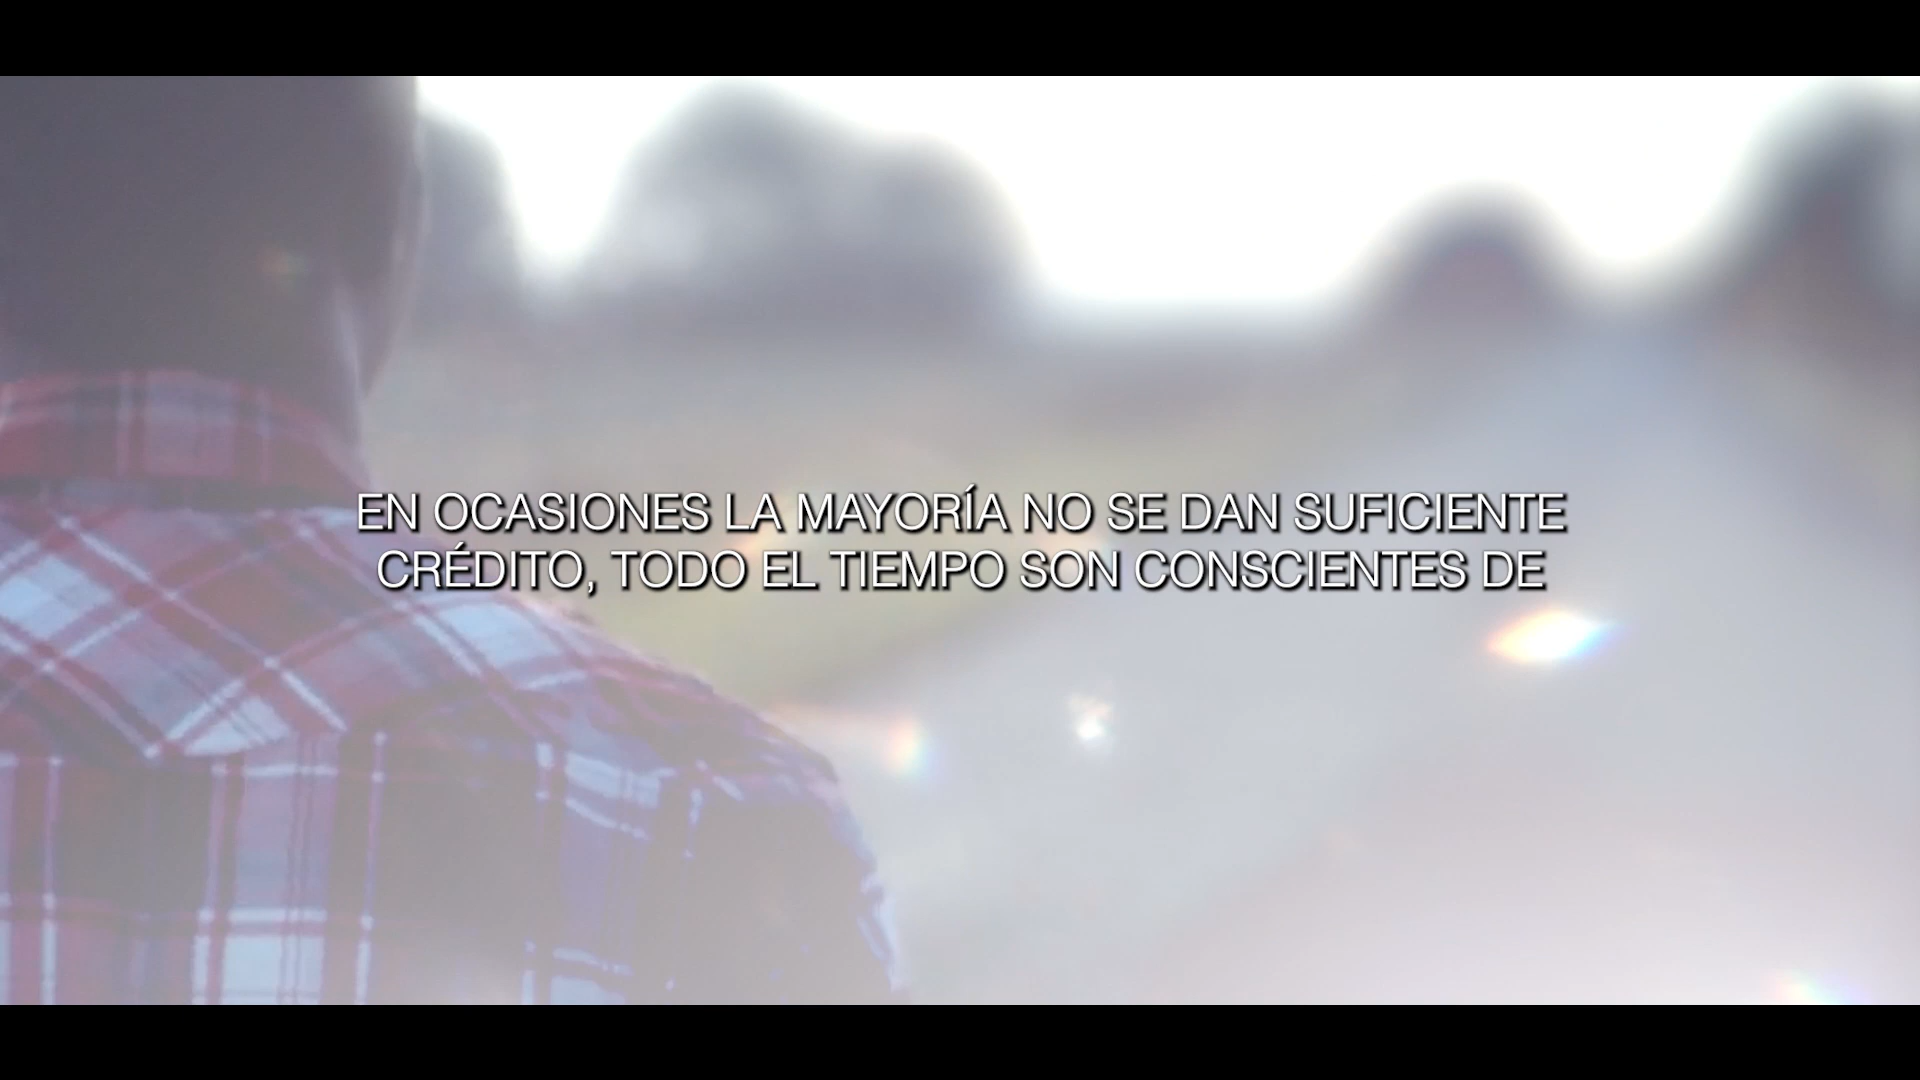 EN OCASIONES LA MAYORÍA NO SE DAN SUFICIENTE
CRÉDITO, TODO EL TIEMPO SON CONSCIENTES DE